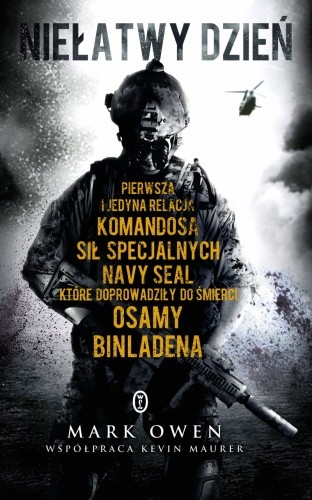 NIEŁATWY DZIEŃ
PIERWSZA
I JEDYNA RELACJA
KOMANDOSA
SIŁ SPECJALNYCH
NAVY SEAL
KTÓRE DOPROWADZIŁY DO ŚMIERCI
OSAMY
BINLADENA
MARK OWEN
WSPÓŁPRACA KEVIN MAURER